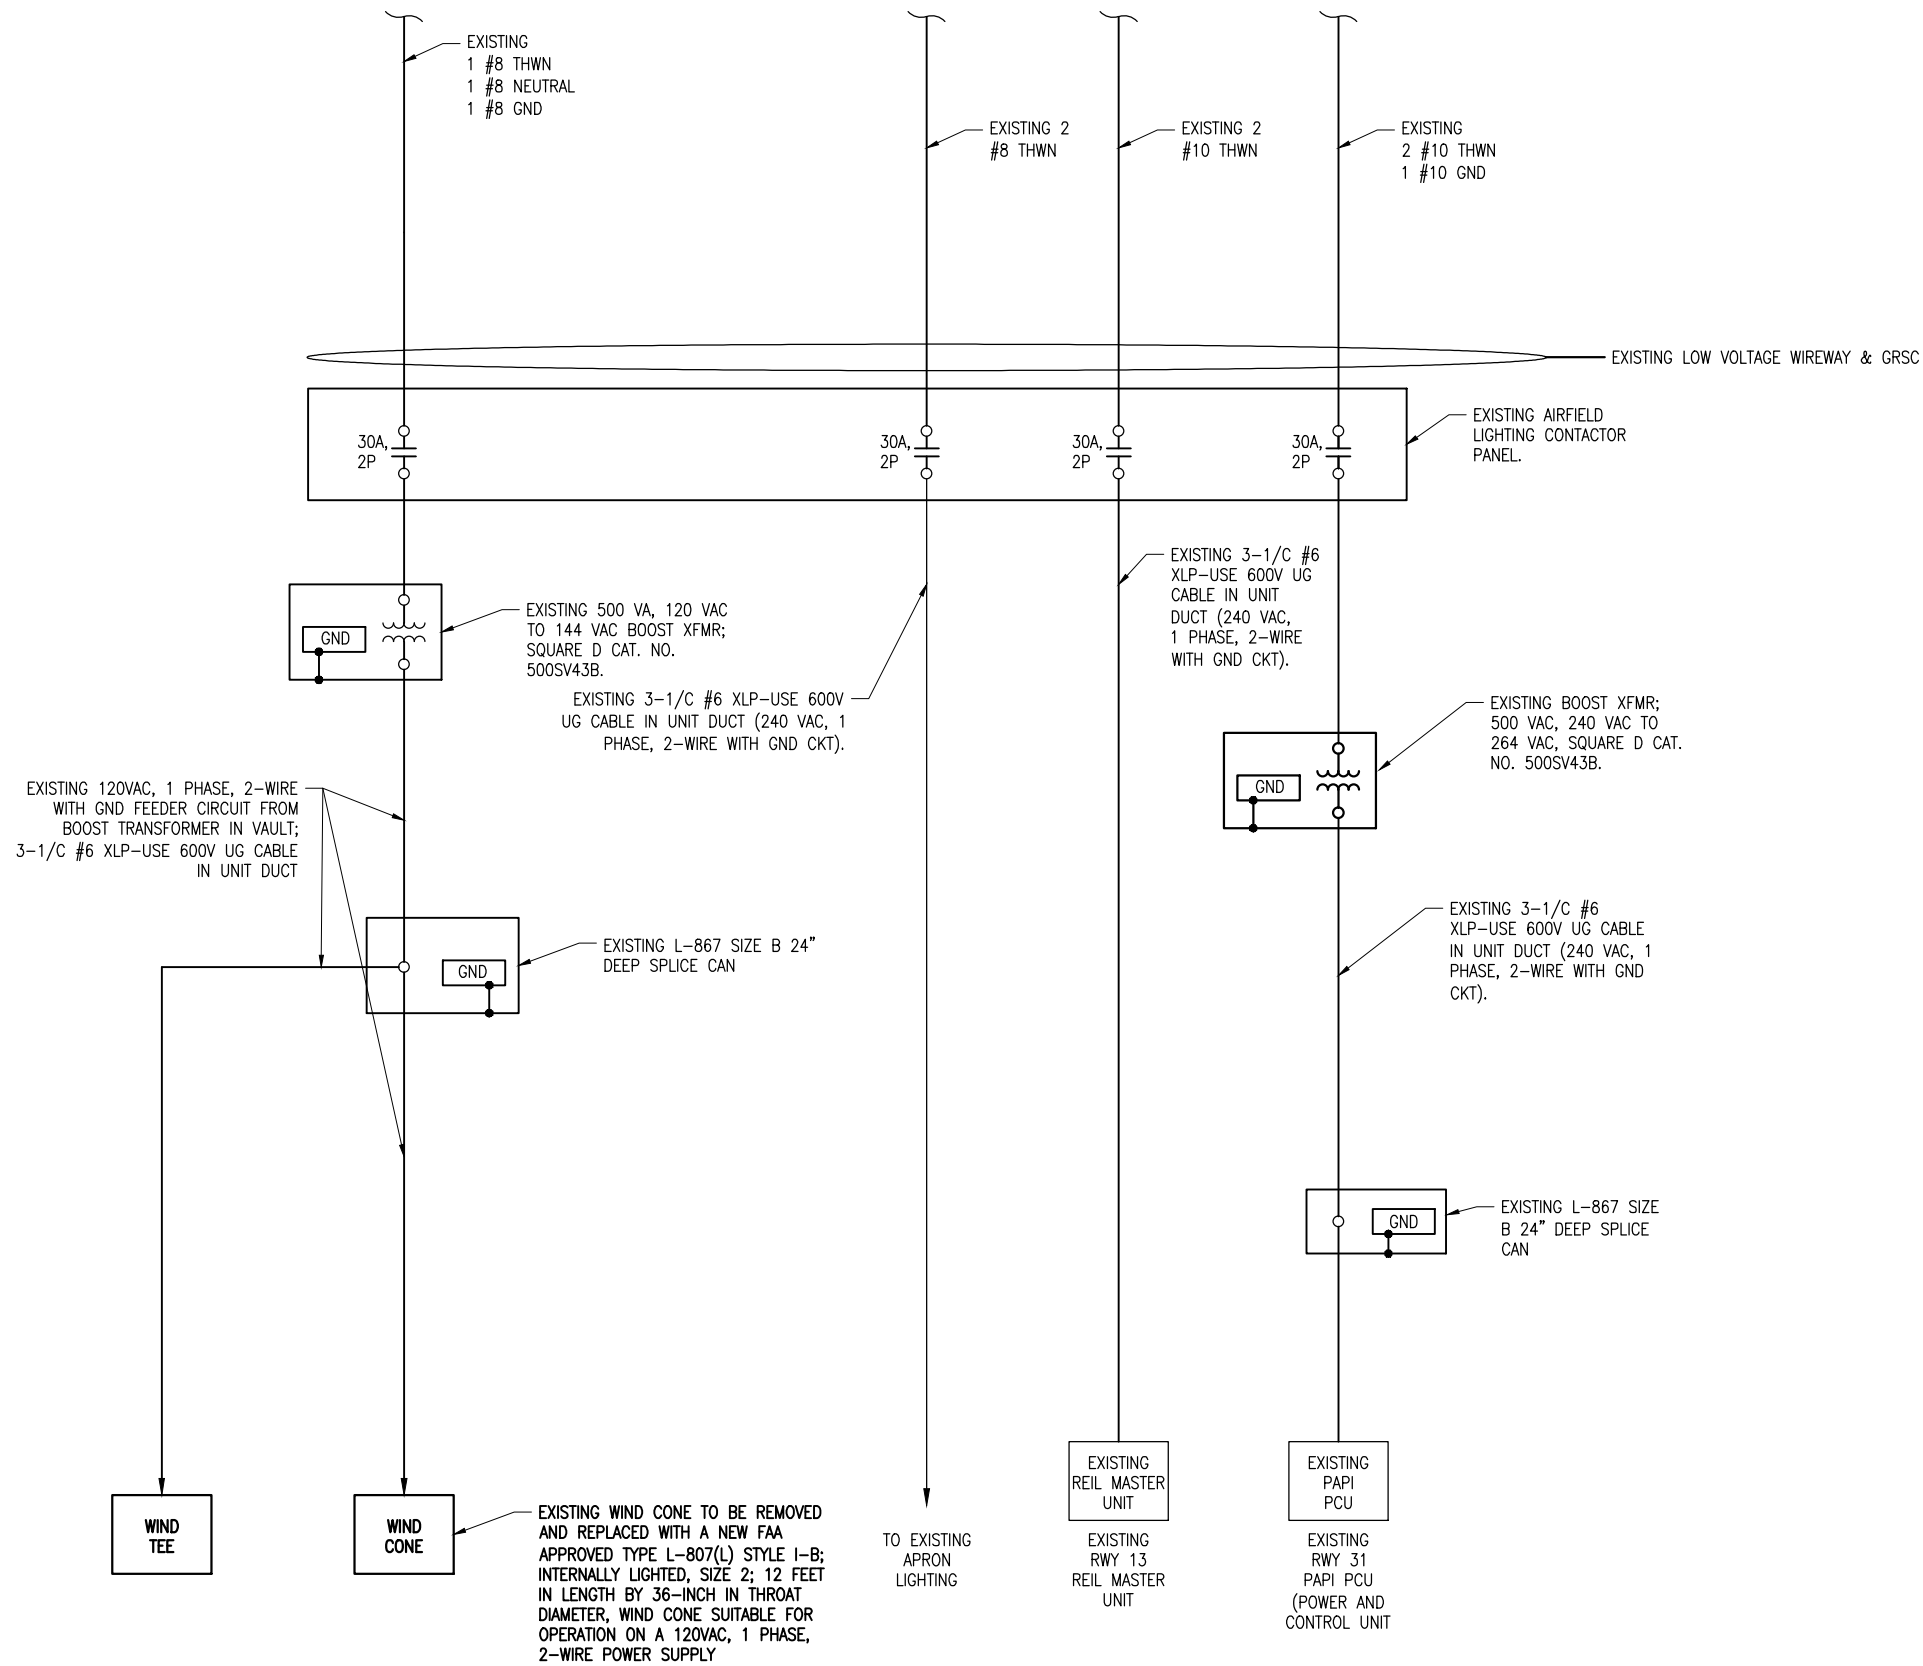 EXISTING
1 #8 THWN
1 #8 NEUTRAL
1 #8 GND
EXISTING 2
#8 THWN
EXISTING 2
#10 THWN
EXISTING
2 #10 THWN
1 #10 GND
EXISTING LOW VOLTAGE WIREWAY & GRSC
EXISTING AIRFIELD
LIGHTING CONTACTOR
PANEL.
30A,
2P
30A,
2P
30A,
2P
30A,
2P
EXISTING 3-1/C #6
XLP-USE 600V UG
CABLE IN UNIT
DUCT (240 VAC,
1 PHASE, 2-WIRE
WITH GND CKT).
GND
EXISTING 500 VA, 120 VAC
TO 144 VAC BOOST XFMR;
SQUARE D CAT. NO.
500SV43B.
EXISTING 3-1/C #6 XLP-USE 600V
UG CABLE IN UNIT DUCT (240 VAC, 1
PHASE, 2-WIRE WITH GND CKT).
EXISTING BOOST XFMR;
500 VAC, 240 VAC TO
264 VAC, SQUARE D CAT.
NO. 500SV43B.
GND
EXISTING 120VAC, 1 PHASE, 2-WIRE
WITH GND FEEDER CIRCUIT FROM
BOOST TRANSFORMER IN VAULT;
3-1/C #6 XLP-USE 600V UG CABLE
IN UNIT DUCT
EXISTING 3-1/C #6
XLP-USE 600V UG CABLE
IN UNIT DUCT (240 VAC, 1
PHASE, 2-WIRE WITH GND
CKT).
GND
EXISTING L-867 SIZE B 24"
DEEP SPLICE CAN
GND
EXISTING L-867 SIZE
B 24" DEEP SPLICE
CAN
WIND
TEE
WIND
CONE
EXISTING WIND CONE TO BE REMOVED
AND REPLACED WITH A NEW FAA
APPROVED TYPE L-807(L) STYLE I-B;
INTERNALLY LIGHTED, SIZE 2; 12 FEET
IN LENGTH BY 36-INCH IN THROAT
DIAMETER, WIND CONE SUITABLE FOR
OPERATION ON A 120VAC, 1 PHASE,
2-WIRE POWER SUPPLY
TO EXISTING
APRON
LIGHTING
EXISTING
REIL MASTER
UNIT
EXISTING
RWY 13
REIL MASTER
UNIT
EXISTING
PAPI
PCU
EXISTING
RWY 31
PAPI PCU
(POWER AND
CONTROL UNIT